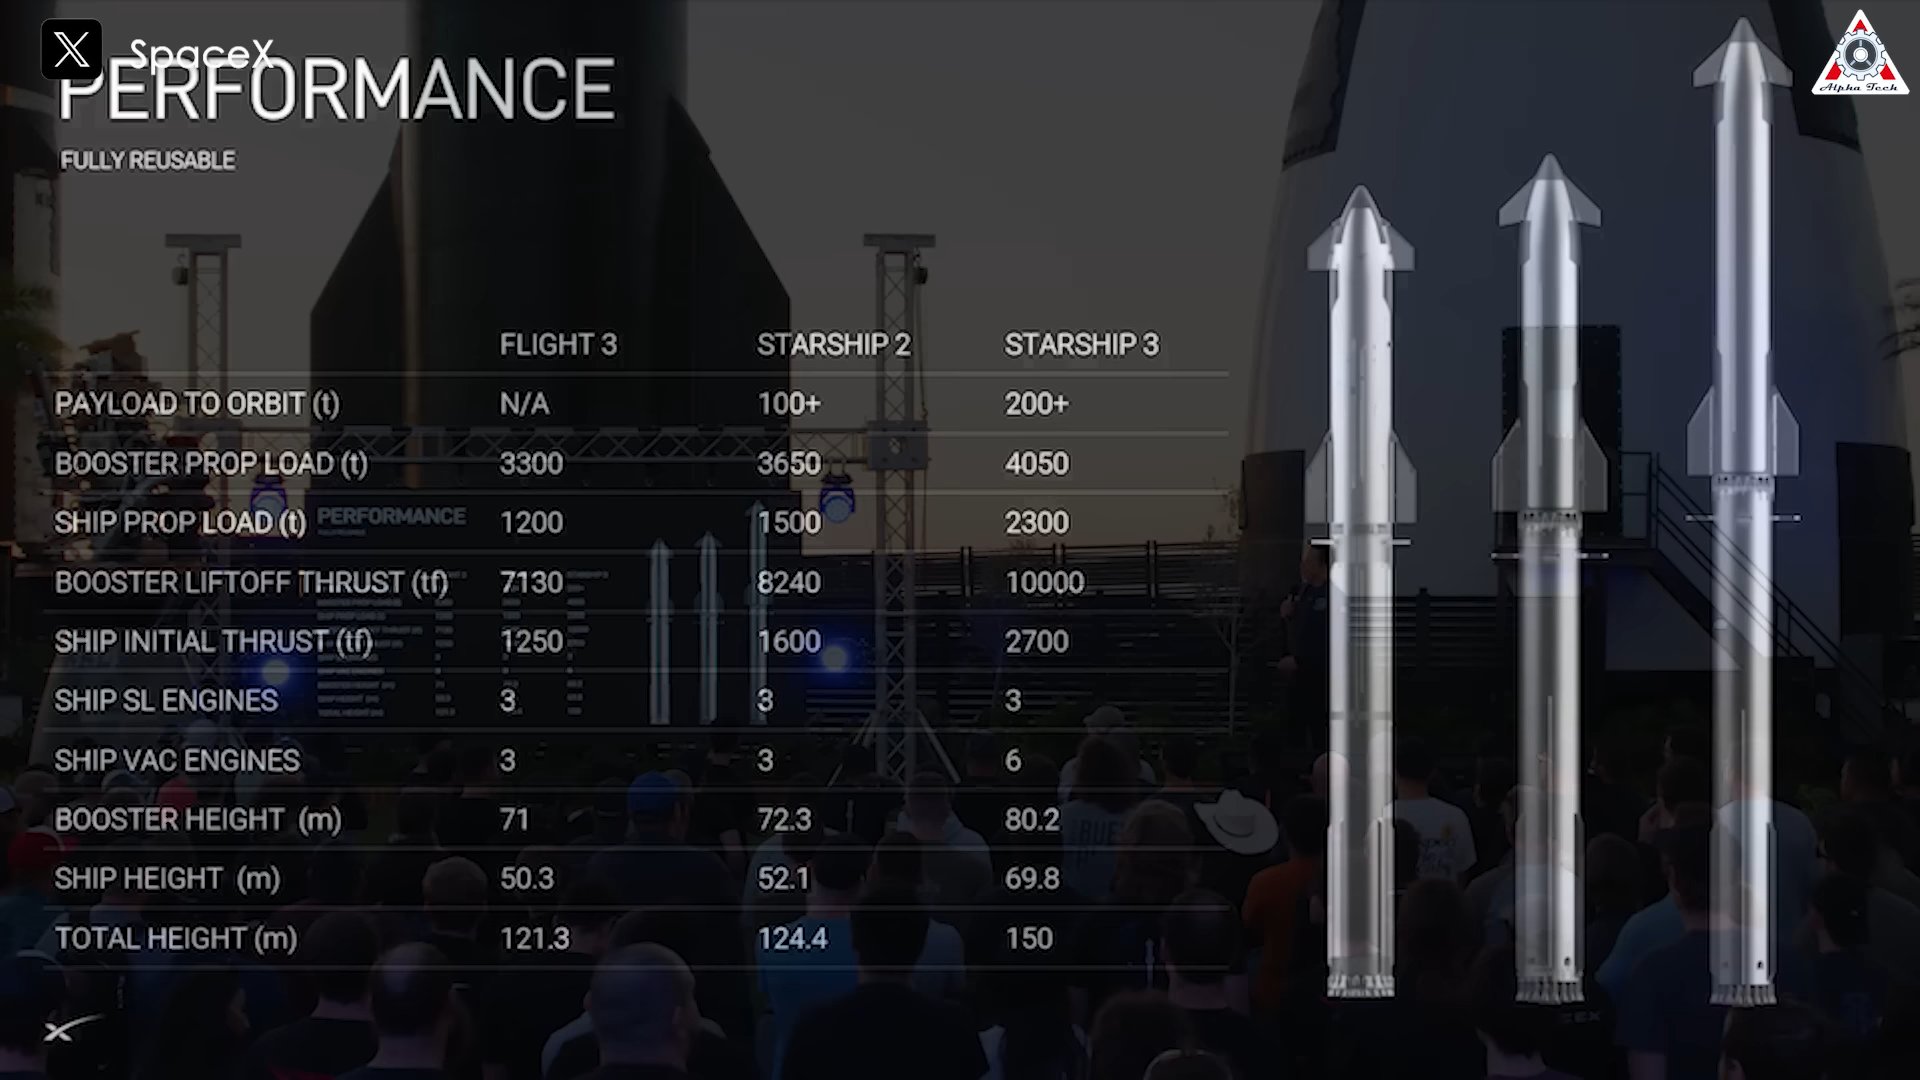 SpaceX
PERFORMANCE
FULLY REUSABLE
Alpha Tech
FLIGHT 3 STARSHIP 2 STARSHIP 3
PAYLOAD TO ORBIT (t) N/A 100+ 200+
BOOSTER PROP LOAD (t) 3300 3650 4050
SHIP PROP LOAD (t) 1200 1500 2300
PERFORMANCE
BOOSTER LIFTOFF THRUST (tf) 7130 8240 10000
SHIP INITIAL THRUST (tf) 1250 1600 2700
SHIP SL ENGINES 3 3 3
SHIP VAC ENGINES 3 3 6
BOOSTER HEIGHT (m) 71 72.3 80.2
SHIP HEIGHT (m) 50.3 52.1 69.8
TOTAL HEIGHT (m) 121.3 124.4 150